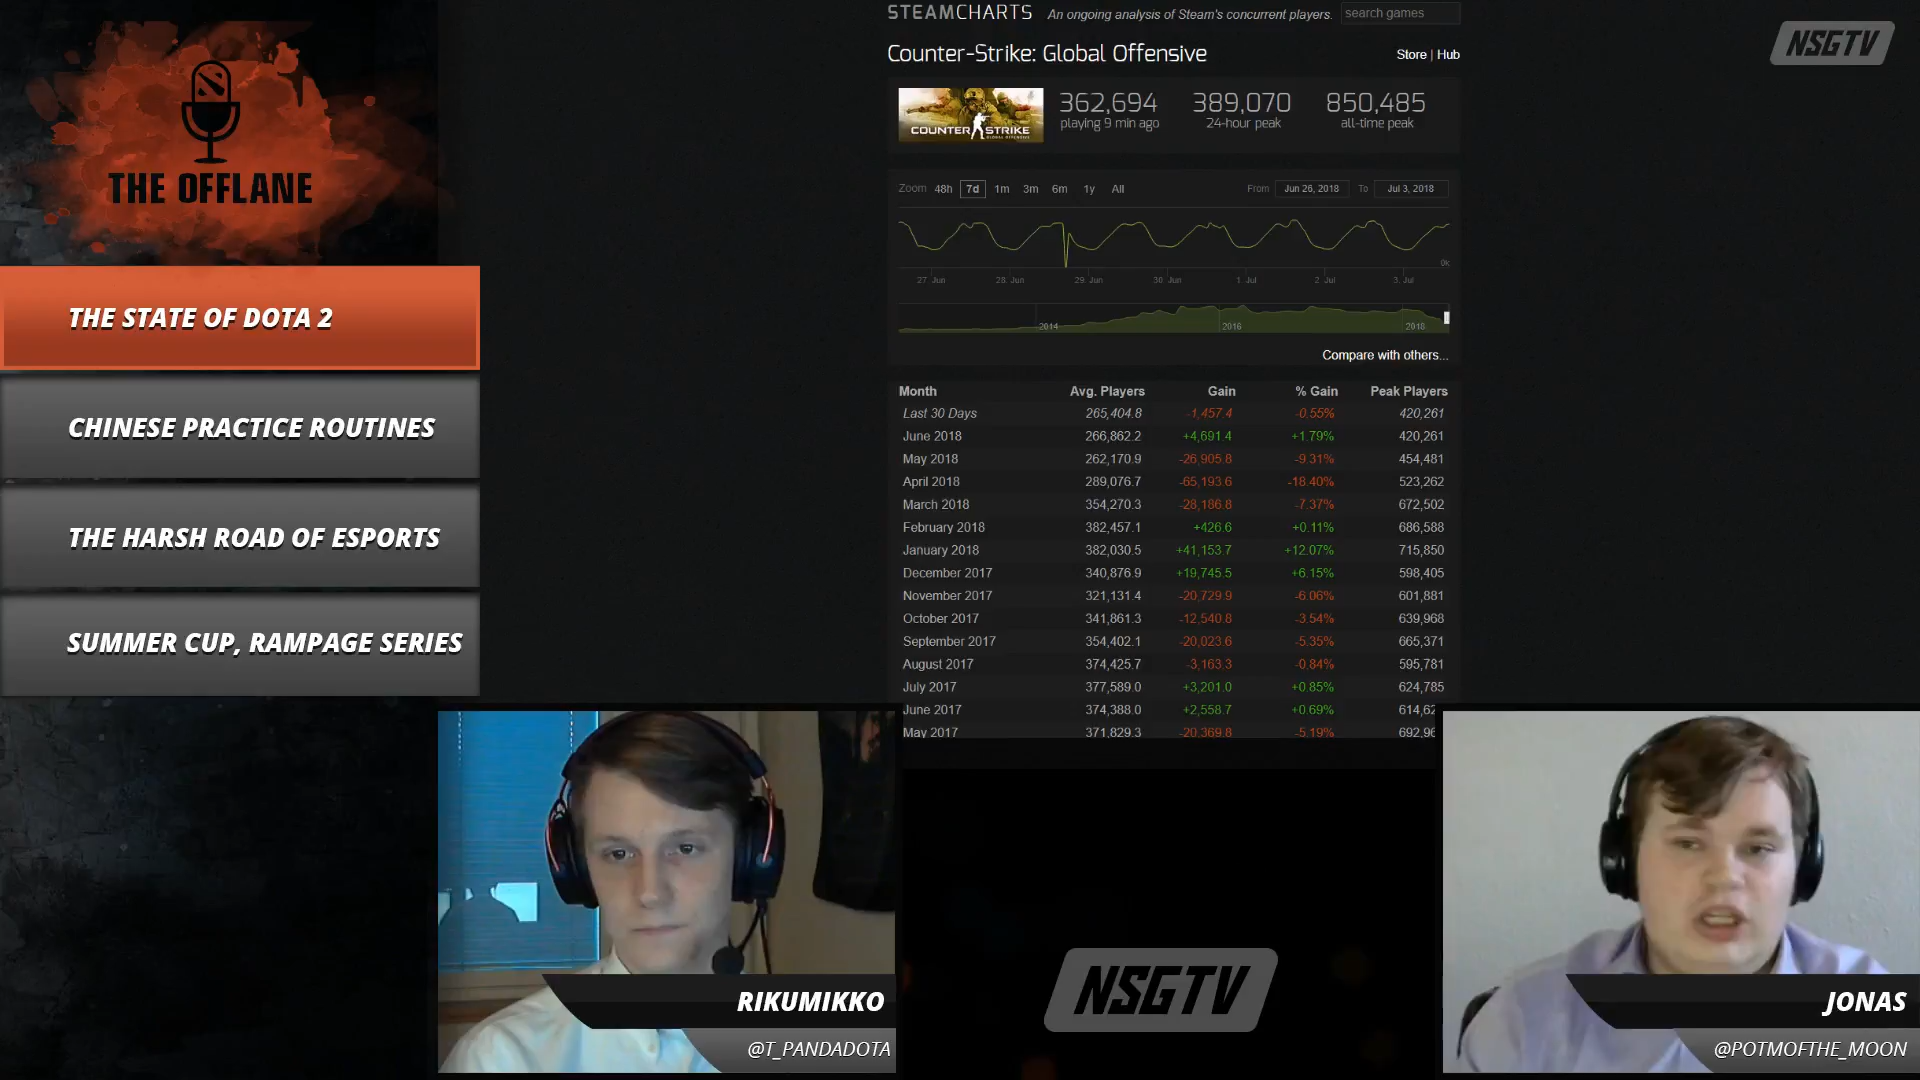 STEAMCHARTS An ongoing analysis of Steam's concurrent players. search games
NSGTV
Counter-Strike: Global Offensive Store | Hub
COUNTER STRIKE
GLOBAL OFFENSIVE
362,694 389,070 850,485
playing 9 min ago 24-hour peak all-time peak
THE OFFLANE
Zoom 48h 7d 1m 3m 6m 1y All From Jun 26, 2018 To Jul 3, 2018
0k
27. Jun 28. Jun 29. Jun 30. Jun 1. Jul 2. Jul 3. Jul
2014 2016 2018
Compare with others...
THE STATE OF DOTA 2
CHINESE PRACTICE ROUTINES
THE HARSH ROAD OF ESPORTS
SUMMER CUP, RAMPAGE SERIES
Month Avg. Players Gain % Gain Peak Players
Last 30 Days 265,404.8 -1,457.4 -0.55% 420,261
June 2018 266,862.2 +4,691.4 +1.79% 420,261
May 2018 262,170.9 -26,905.8 -9.31% 454,481
April 2018 289,076.7 -65,193.6 -18.40% 523,262
March 2018 354,270.3 -28,186.8 -7.37% 672,502
February 2018 382,457.1 +426.6 +0.11% 686,588
January 2018 382,030.5 +41,153.7 +12.07% 715,850
December 2017 340,876.9 +19,745.5 +6.15% 598,405
November 2017 321,131.4 -20,729.9 -6.06% 601,881
October 2017 341,861.3 -12,540.8 -3.54% 639,968
September 2017 354,402.1 -20,023.6 -5.35% 665,371
August 2017 374,425.7 -3,163.3 -0.84% 595,781
July 2017 377,589.0 +3,201.0 +0.85% 624,785
June 2017 374,388.0 +2,558.7 +0.69% 614,62
May 2017 371,829.3 -20,369.8 -5.19% 692,96
NSGTV
RIKUMIKKO
@T_PANDADOTA
JONAS
@POTMOFTHE_MOON